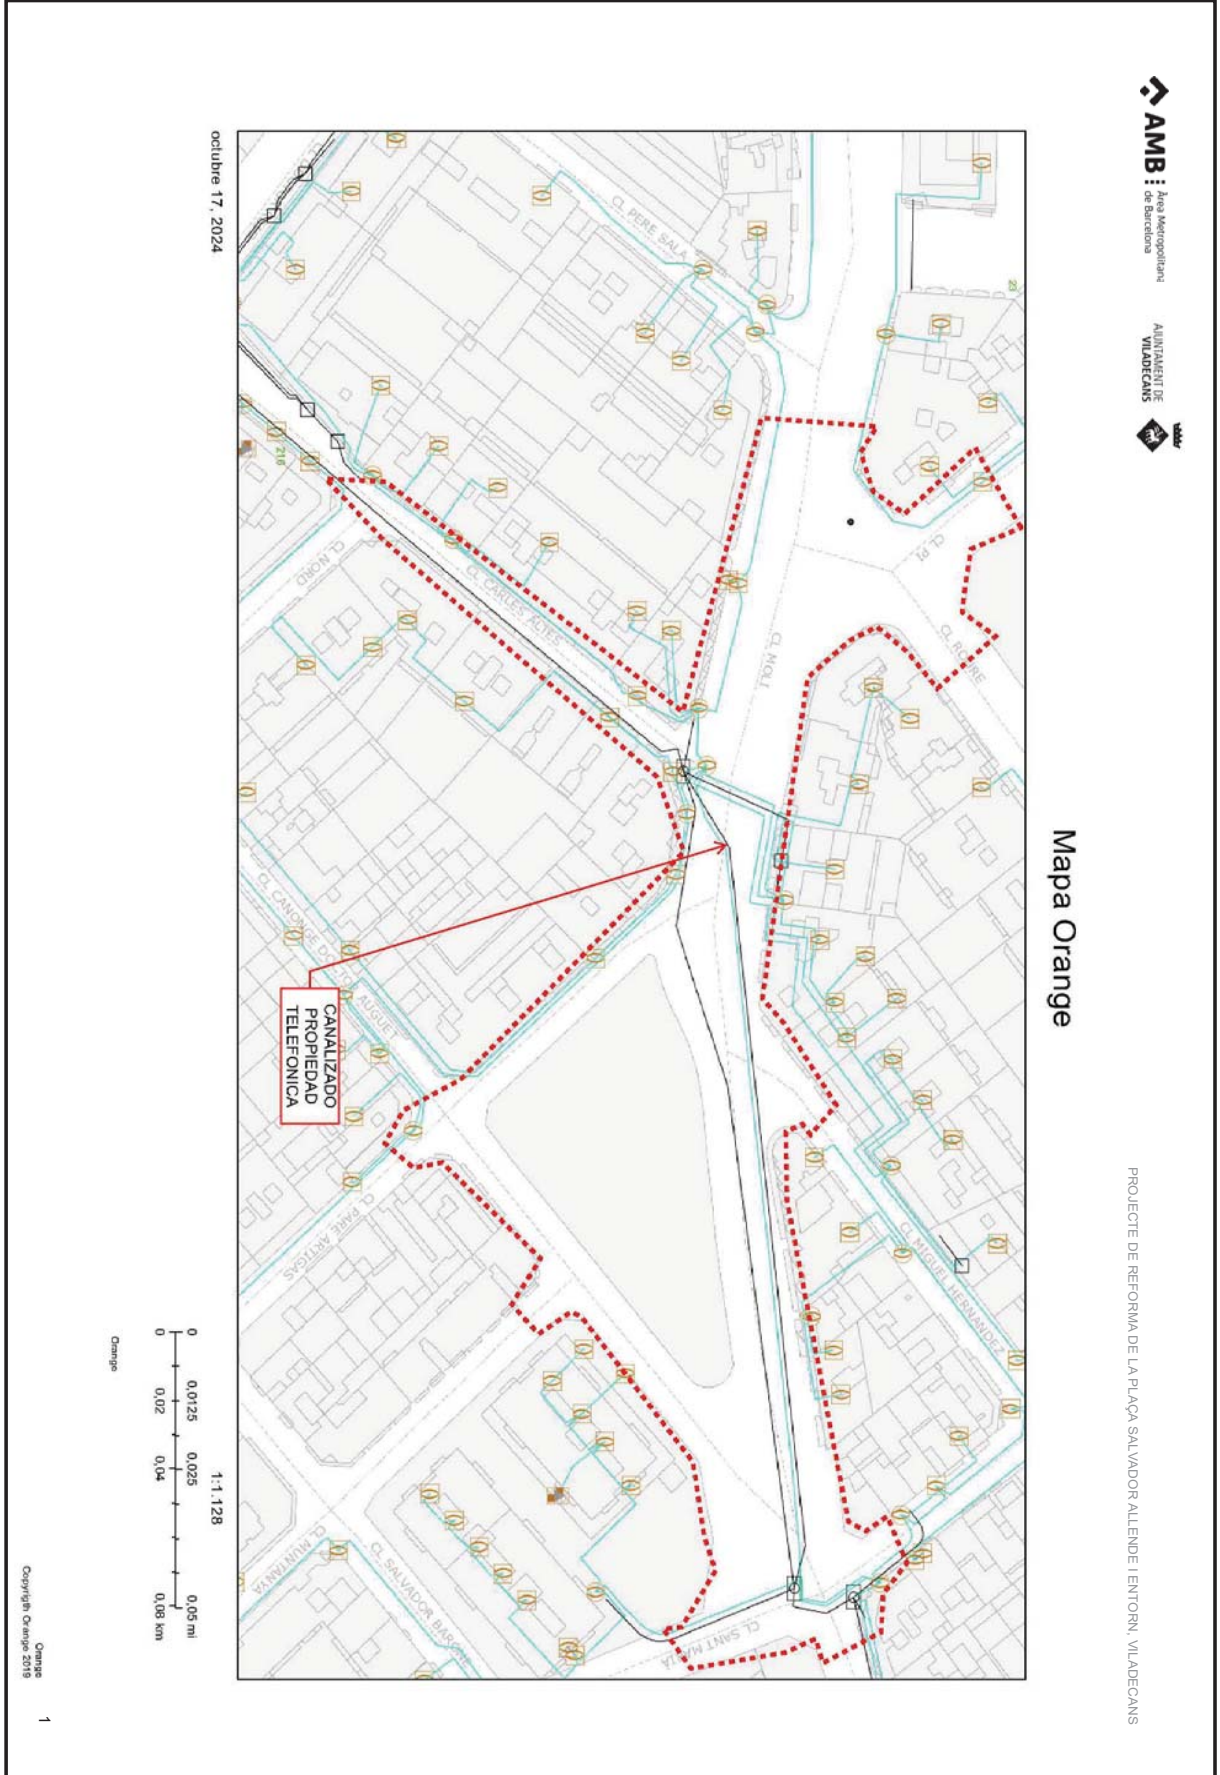 AMB
Àrea Metropolitana
de Barcelona
AJUNTAMENT DE
VILADECANS
PROJECTE DE REFORMA DE LA PLAÇA SALVADOR ALLENDE I ENTORN, VILADECANS
Mapa Orange
23
CL PERE SALA
CL PI
CL ROURE
CL MOLI
216
CL NORD
CL CARLES ALTES
CL CANONGE DOCTOR AUGUET
CANALIZADO
PROPIEDAD
TELEFONICA
CL PARE ARTIGAS
CL MIGUEL HERNANDEZ
CL MUNTANYA
CL SALVADOR BARONE
CL SANT MARIA
octubre 17, 2024
1:1.128
0 0,0125 0,025 0,05 mi
0 0,02 0,04 0,08 km
Orange
Orange
Copyrigth Orange 2019
1